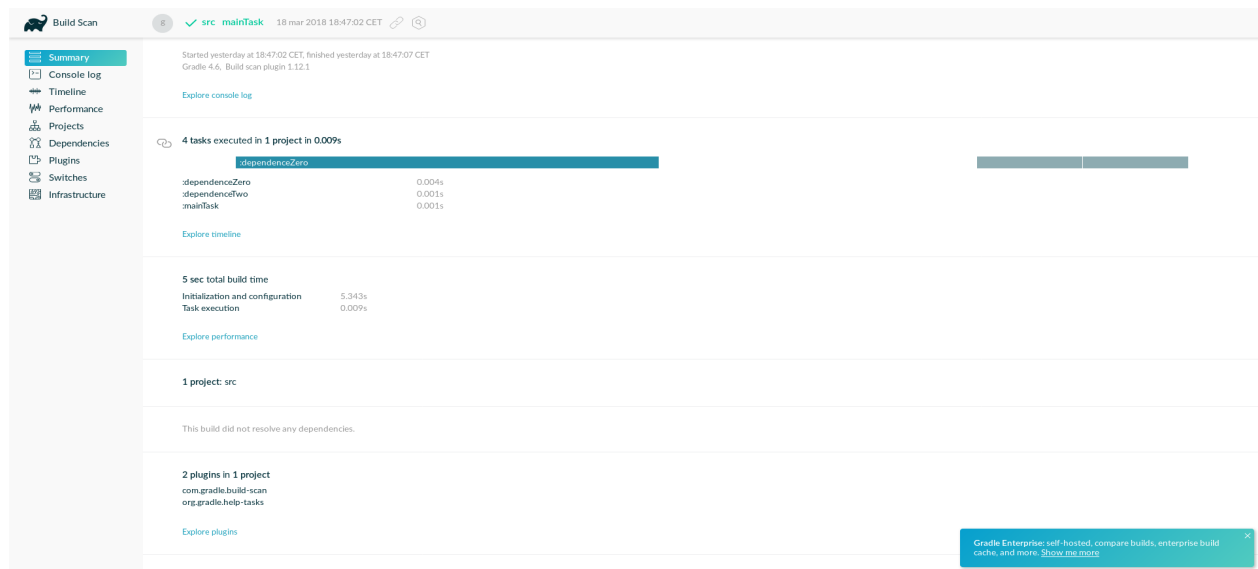 Build Scan
g
src mainTask 18 mar 2018 18:47:02 CET
Summary
Console log
Timeline
Performance
Projects
Dependencies
Plugins
Switches
Infrastructure
Started yesterday at 18:47:02 CET, finished yesterday at 18:47:07 CET
Gradle 4.6, Build scan plugin 1.12.1
Explore console log
4 tasks executed in 1 project in 0.009s
:dependenceZero
:dependenceZero 0.004s
:dependenceTwo 0.001s
:mainTask 0.001s
Explore timeline
5 sec total build time
Initialization and configuration 5.343s
Task execution 0.009s
Explore performance
1 project: src
This build did not resolve any dependencies.
2 plugins in 1 project
com.gradle.build-scan
org.gradle.help-tasks
Explore plugins
Gradle Enterprise: self-hosted, compare builds, enterprise build
cache, and more. Show me more